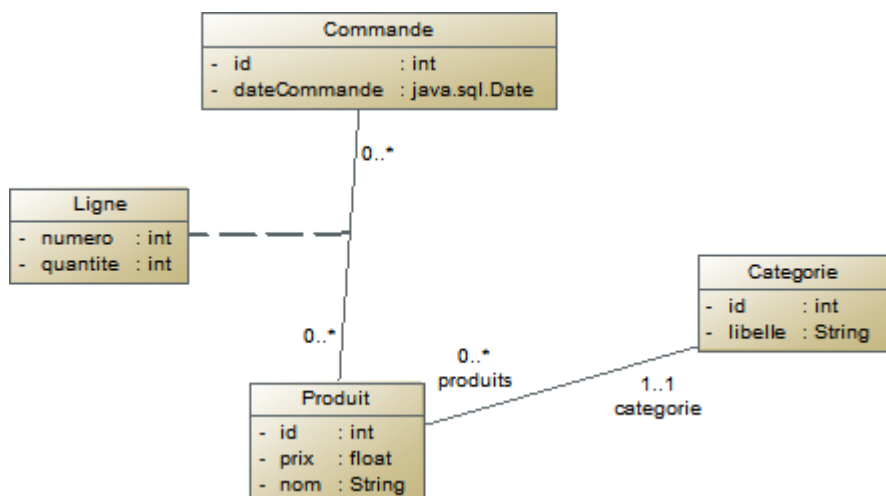 Commande
- id : int
- dateCommande : java.sql.Date
0..*
Ligne
- numero : int
- quantite : int
Categorie
- id : int
- libelle : String
0..*
0..*
produits
1..1
categorie
Produit
- id : int
- prix : float
- nom : String